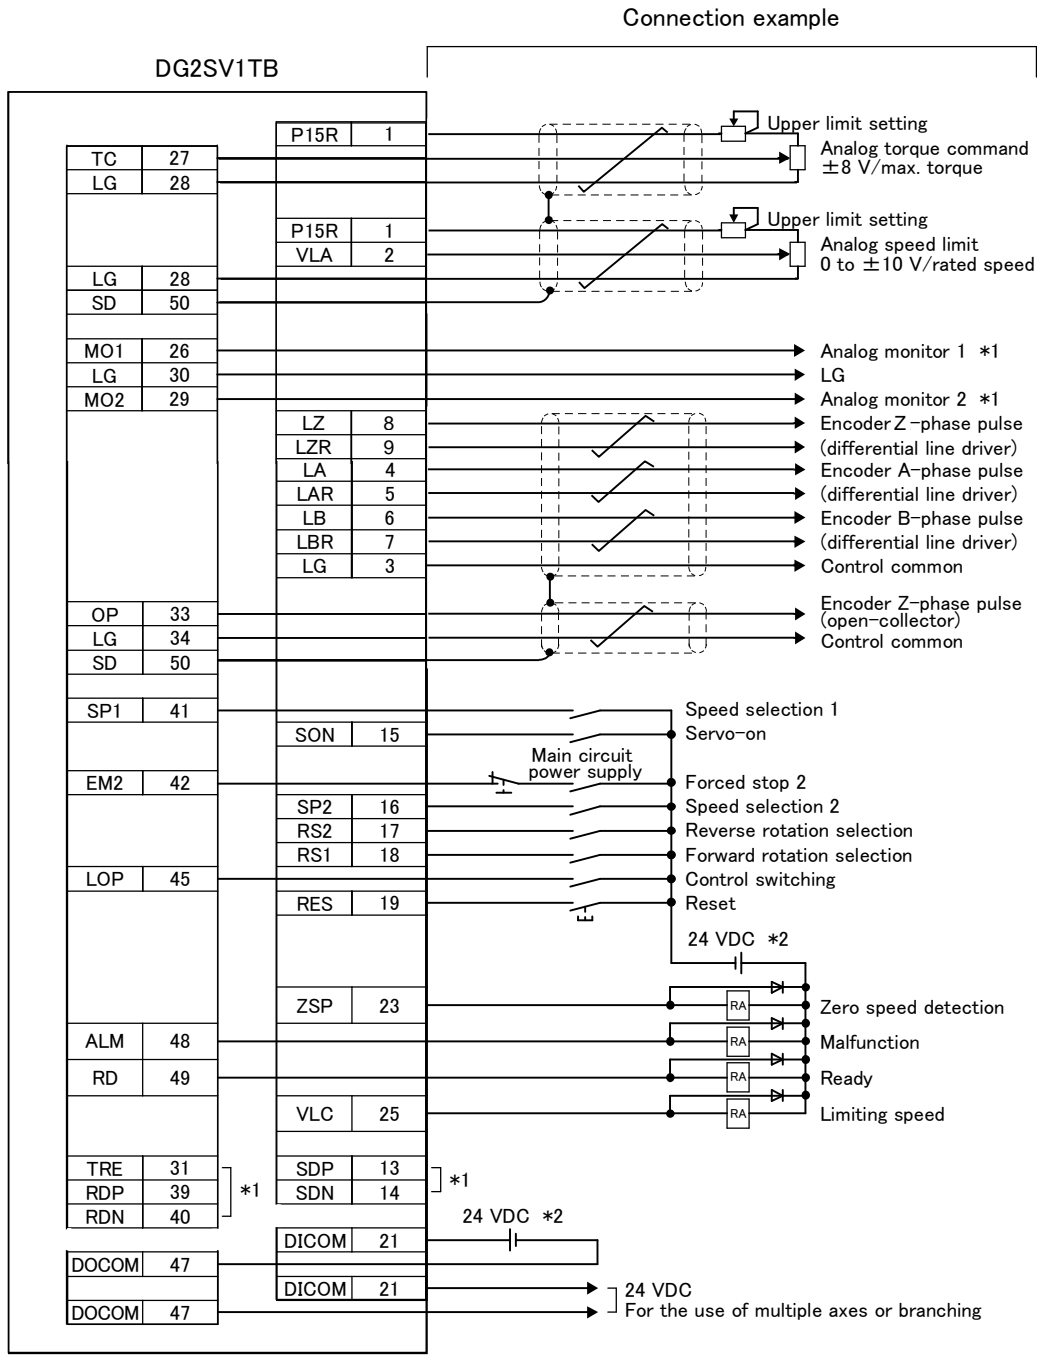 Connection example
DG2SV1TB
P15R 1 Upper limit setting
TC 27 Analog torque command
LG 28 ±8 V/max. torque
P15R 1 Upper limit setting
VLA 2 Analog speed limit
LG 28 0 to ±10 V/rated speed
SD 50
MO1 26 Analog monitor 1 *1
LG 30 LG
MO2 29 Analog monitor 2 *1
LZ 8 Encoder Z-phase pulse
LZR 9 (differential line driver)
LA 4 Encoder A-phase pulse
LAR 5 (differential line driver)
LB 6 Encoder B-phase pulse
LBR 7 (differential line driver)
LG 3 Control common
OP 33 Encoder Z-phase pulse
(open-collector)
LG 34 Control common
SD 50
SP1 41 Speed selection 1
SON 15 Servo-on
Main circuit
power supply
EM2 42 Forced stop 2
SP2 16 Speed selection 2
RS2 17 Reverse rotation selection
RS1 18 Forward rotation selection
LOP 45 Control switching
RES 19 Reset
24 VDC *2
ZSP 23 RA Zero speed detection
ALM 48 RA Malfunction
RD 49 RA Ready
VLC 25 RA Limiting speed
TRE 31 SDP 13
RDP 39 *1 SDN 14 *1
RDN 40
24 VDC *2
DICOM 21
DOCOM 47
DICOM 21 24 VDC
DOCOM 47 For the use of multiple axes or branching